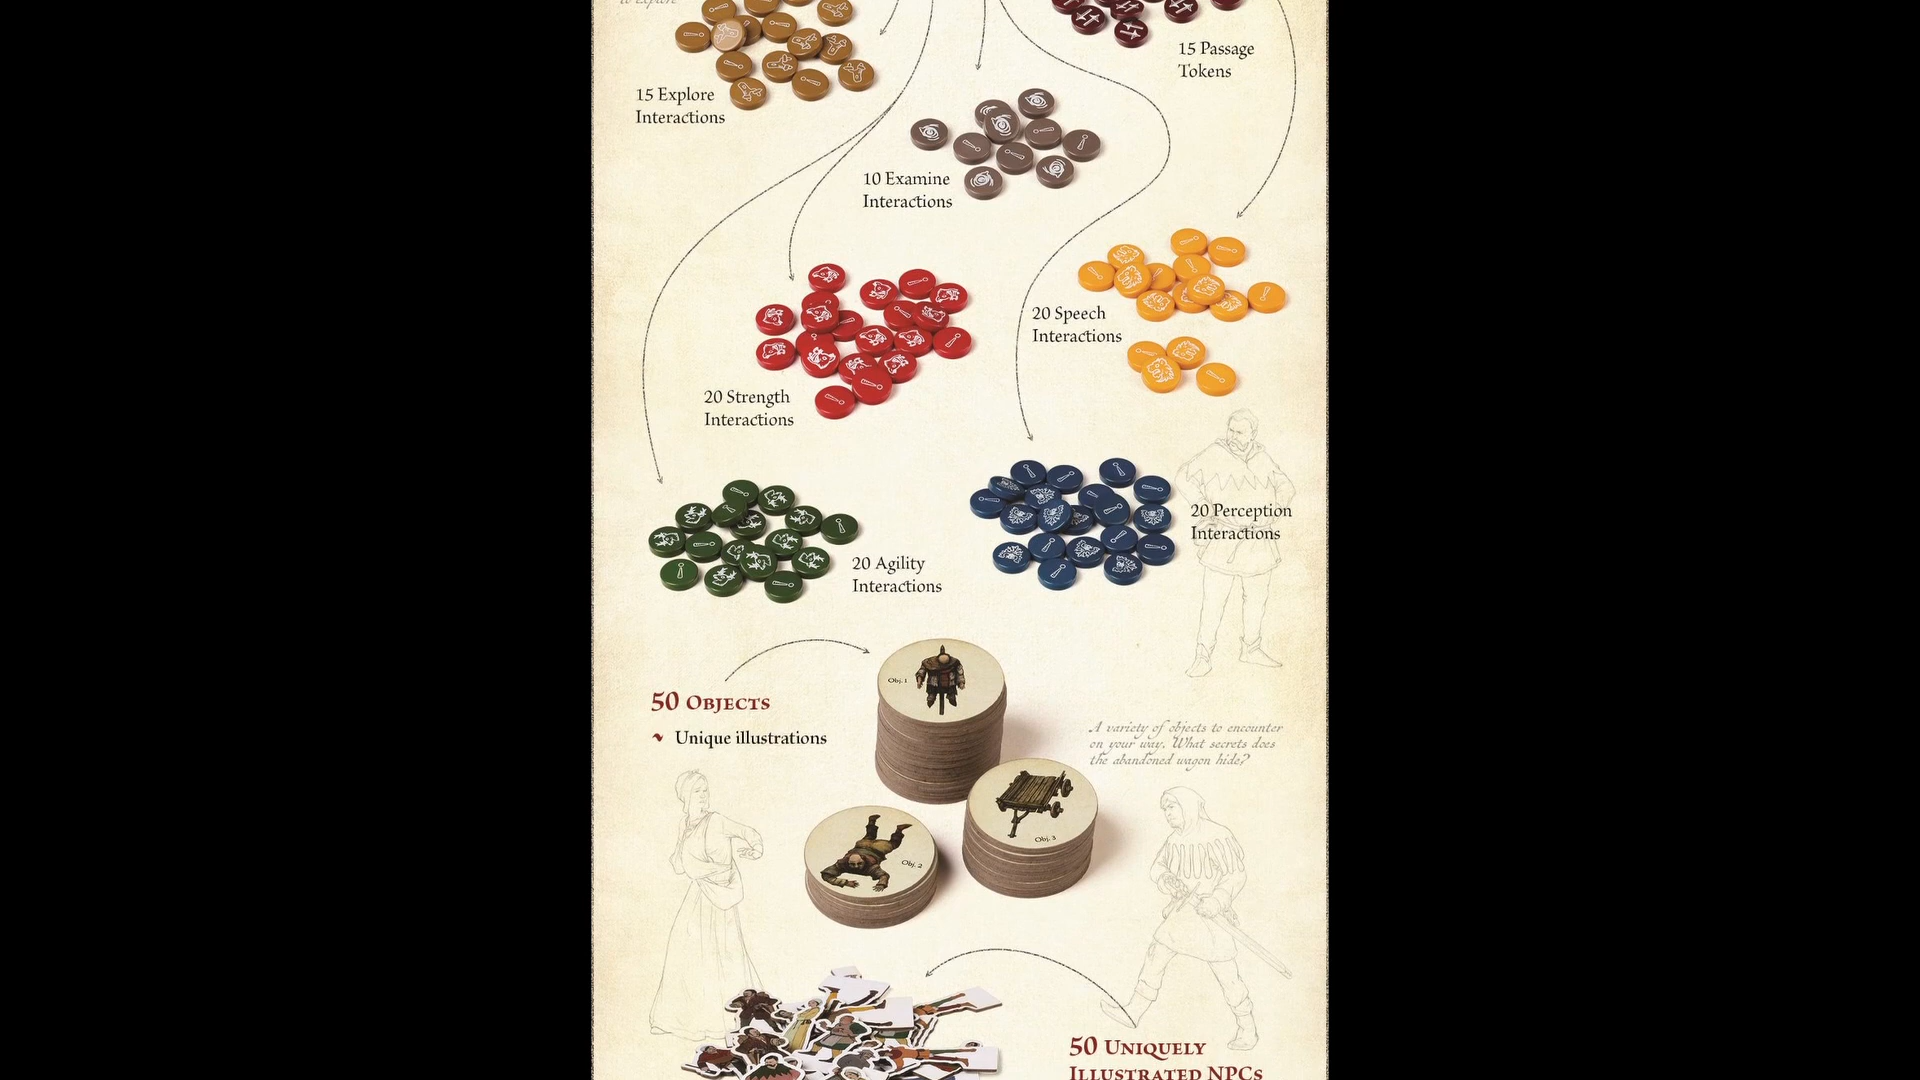 to explore
15 Passage
Tokens
15 Explore
Interactions
10 Examine
Interactions
20 Speech
Interactions
20 Strength
Interactions
20 Perception
Interactions
20 Agility
Interactions
Obj. 1
50 Objects
Unique illustrations
A variety of objects to encounter
on your way. What secrets does
the abandoned wagon hide?
Obj. 3
Obj. 2
50 Uniquely
Illustrated NPCs